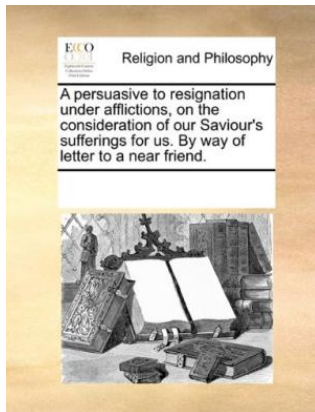 ECCO
Religion and Philosophy
A persuasive to resignation
under afflictions, on the
consideration of our Saviour's
sufferings for us. By way of
letter to a near friend.